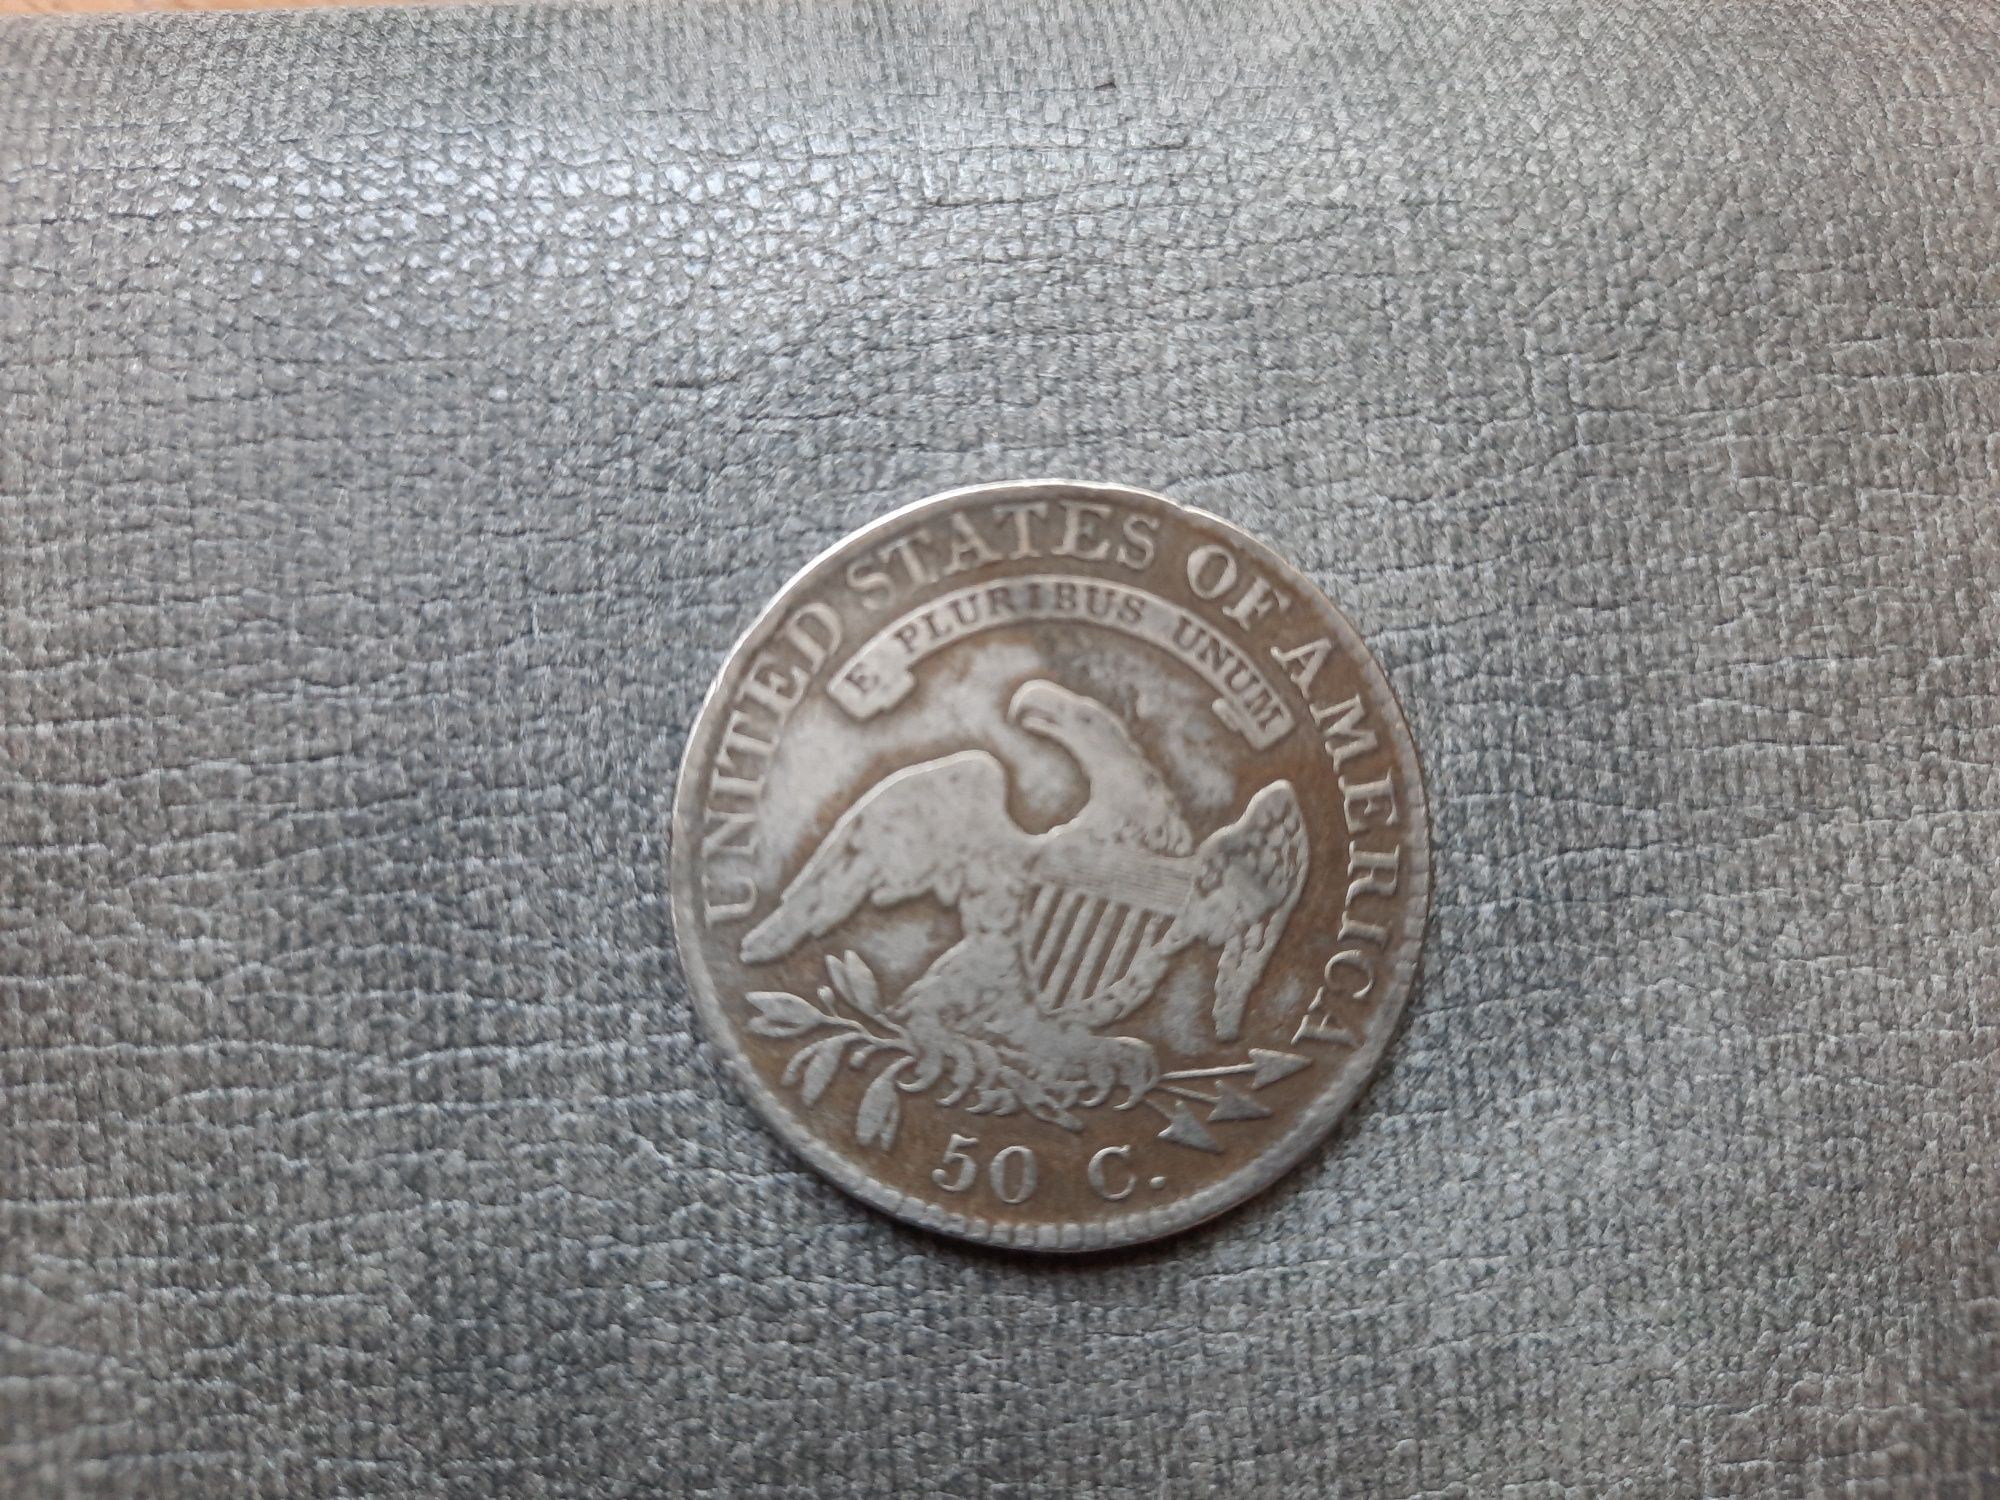 UNITED STATES OF AMERICA
E PLURIBUS UNUM
50 C.